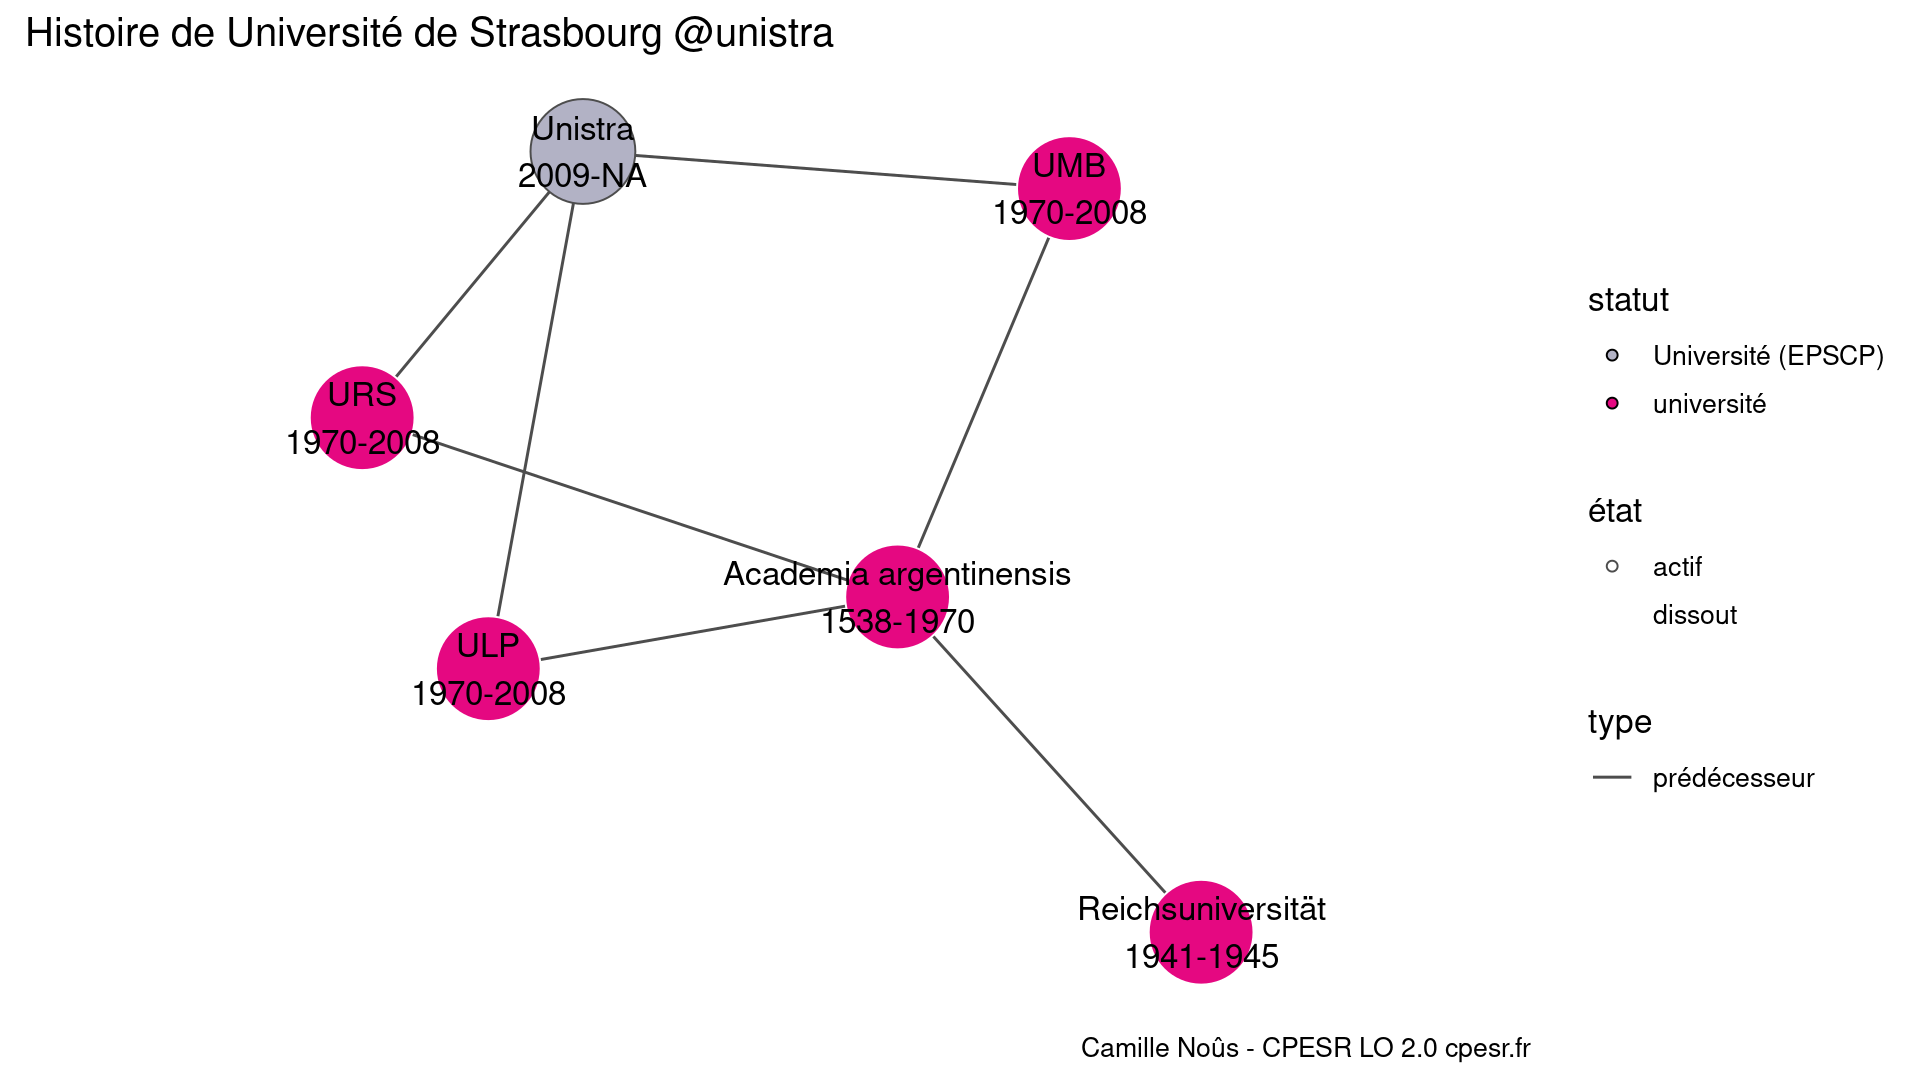 Histoire de Université de Strasbourg @unistra
Unistra
2009-NA
UMB
1970-2008
URS
1970-2008
Academia argentinensis
1538-1970
ULP
1970-2008
Reichsuniversität
1941-1945
statut
Université (EPSCP)
université
état
actif
dissout
type
prédécesseur
Camille Noûs - CPESR LO 2.0 cpesr.fr